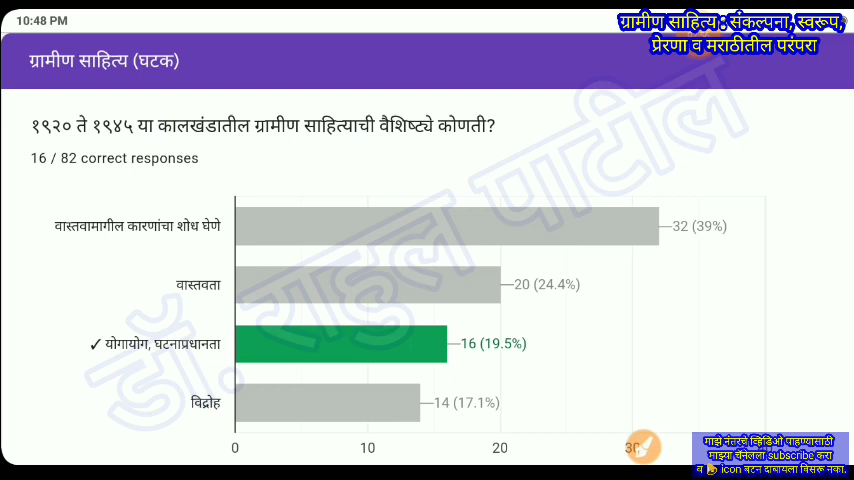 10:48 PM
ग्रामीण साहित्य : संकल्पना, स्वरूप,
प्रेरणा व मराठीतील परंपरा
ग्रामीण साहित्य (घटक)
१९२० ते १९४५ या कालखंडातील ग्रामीण साहित्याची वैशिष्ट्ये कोणती?
16 / 82 correct responses
वास्तवामागील कारणांचा शोध घेणे
32 (39%)
वास्तवता
20 (24.4%)
✓ योगायोग, घटनाप्रधानता
16 (19.5%)
विद्रोह
14 (17.1%)
0 10 20 30
डॉ. राहुल पाटील
माझे नंतरचे व्हिडिओ पाहण्यासाठी
माझ्या चॅनेलला subscribe करा
व 🔔 icon बटन दाबायला विसरू नका.